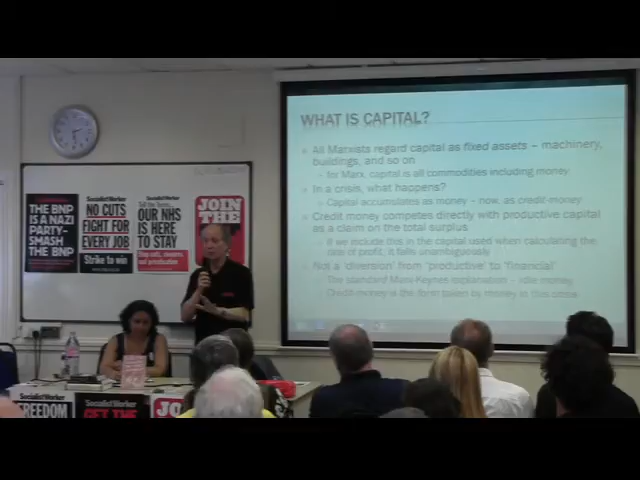 WHAT IS CAPITAL?
All Marxists regard capital as fixed assets – machinery,
buildings, and so on
for Marx, capital is all commodities including money
In a crisis, what happens?
Capital accumulates as money – now, as credit-money
Credit money competes directly with productive capital
as a claim on the total surplus
If we include this in the capital used when calculating the
rate of profit, it falls unambiguously
Not a 'diversion' from 'productive' to 'financial'
The standard Marx-Keynes explanation – idle money
Credit-money is the form taken by money in this crisis
THE BNP
IS A NAZI
PARTY-
SMASH
THE BNP
Socialist Worker
NO CUTS
FIGHT FOR
EVERY JOB
Strike to win
OUR NHS
IS HERE
TO STAY
JOIN
THE
FREEDOM
Socialist Worker
GET THE
JO